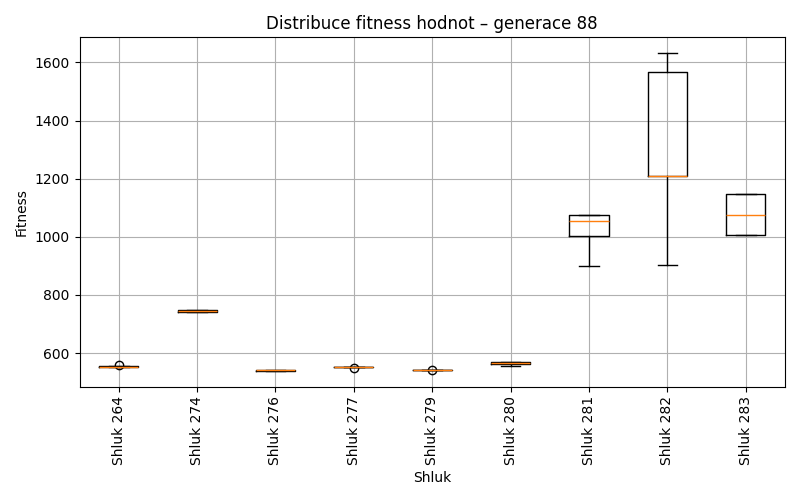 Distribuce fitness hodnot – generace 88
1600
1400
1200
1000
800
600
Fitness
Shluk 264
Shluk 274
Shluk 276
Shluk 277
Shluk 279
Shluk 280
Shluk 281
Shluk 282
Shluk 283
Shluk